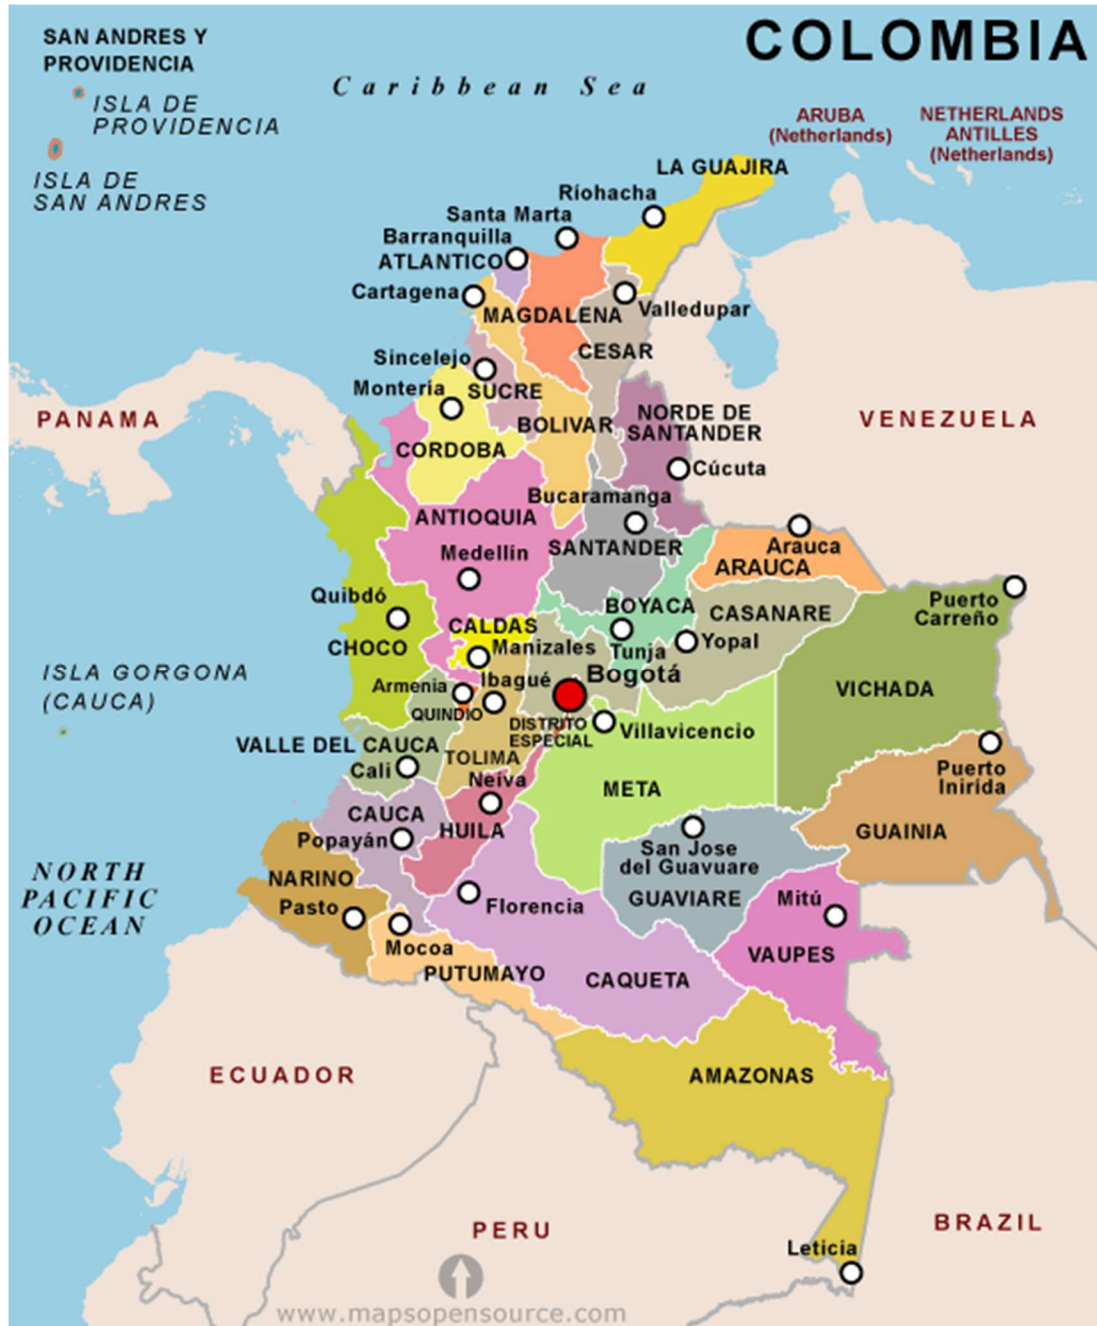 COLOMBIA
SAN ANDRES Y
PROVIDENCIA
ISLA DE
PROVIDENCIA
ISLA DE
SAN ANDRES
Caribbean Sea
ARUBA
(Netherlands)
NETHERLANDS
ANTILLES
(Netherlands)
LA GUAJIRA
Ríohacha
Santa Marta
Barranquilla
ATLANTICO
Cartagena
MAGDALENA
Valledupar
CESAR
Sincelejo
SUCRE
Montería
PANAMA
CORDOBA
BOLIVAR
NORDE DE
SANTANDER
VENEZUELA
Cúcuta
Bucaramanga
ANTIOQUIA
SANTANDER
Medellín
Arauca
ARAUCA
Quibdó
CHOCO
CALDAS
Manizales
BOYACA
Tunja
CASANARE
Yopal
Puerto
Carreño
ISLA GORGONA
(CAUCA)
Armenia
Ibagué
Bogotá
QUINDIO
DISTRITO
ESPECIAL
Villavicencio
VICHADA
VALLE DEL CAUCA
Cali
TOLIMA
Neiva
META
Puerto
Inirída
CAUCA
Popayán
HUILA
San Jose
del Guavuare
GUAVIARE
GUAINIA
NORTH
PACIFIC
OCEAN
NARINO
Pasto
Florencia
Mitú
Mocoa
PUTUMAYO
CAQUETA
VAUPES
ECUADOR
AMAZONAS
PERU
BRAZIL
Leticia
www.mapsopensource.com